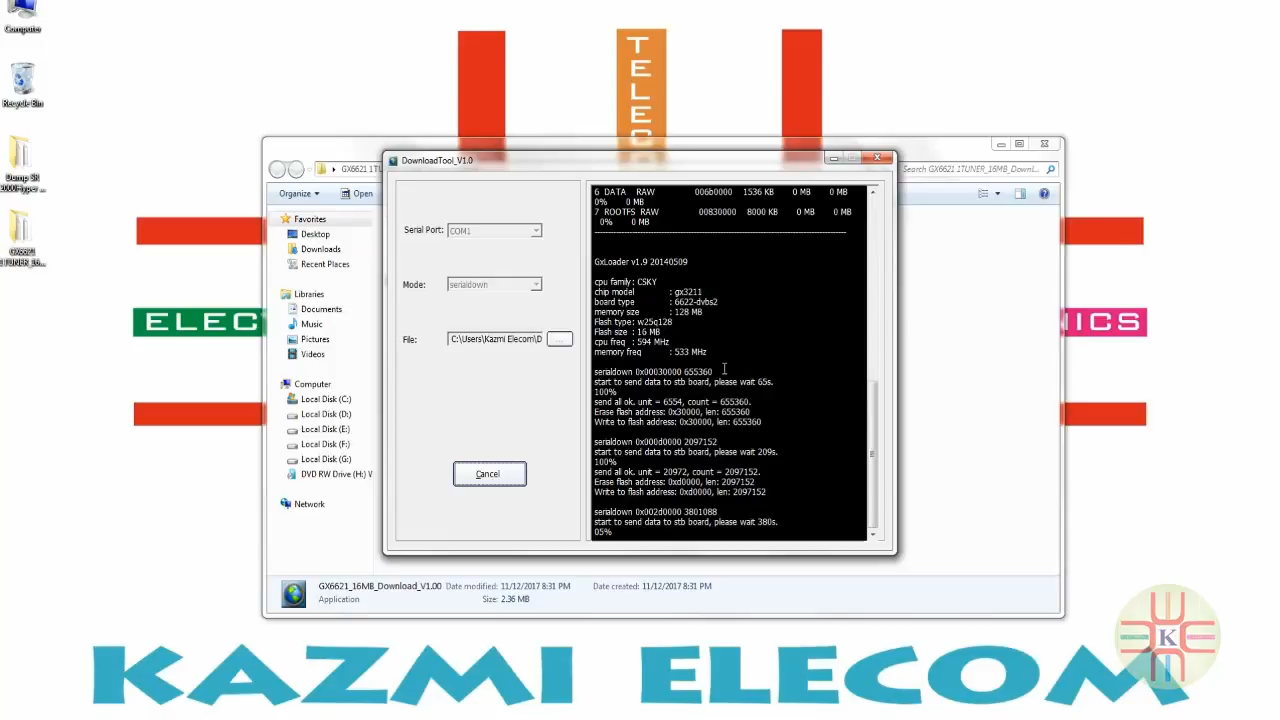 Compute
Recycle Bin
Dump SR
2000Hyper ...
GX6621
1TUNER_16...
TELECO
ELEC
NICS
GX6621 1TU
Search GX6621 1TUNER_16MB_Downl...
Organize
Open
Favorites
Desktop
Downloads
Recent Places
Libraries
Documents
Music
Pictures
Videos
Computer
Local Disk (C:)
Local Disk (D:)
Local Disk (E:)
Local Disk (F:)
Local Disk (G:)
DVD RW Drive (H:) V
Network
DownloadTool_V1.0
Serial Port:
COM1
Mode:
serialdown
File:
C:\Users\Kazmi Elecom\D
...
Cancel
6 DATA RAW 006b0000 1536 KB 0 MB 0 MB
0% 0 MB
7 ROOTFS RAW 00830000 8000 KB 0 MB 0 MB
0% 0 MB
GxLoader v1.9 20140509
cpu family : CSKY
chip model : gx3211
board type : 6622-dvbs2
memory size : 128 MB
Flash type: w25q128
Flash size : 16 MB
cpu freq : 594 MHz
memory freq : 533 MHz
serialdown 0x00030000 655360
start to send data to stb board, please wait 65s.
100%
send all ok. unit = 6554, count = 655360.
Erase flash address: 0x30000, len: 655360
Write to flash address: 0x30000, len: 655360
serialdown 0x000d0000 2097152
start to send data to stb board, please wait 209s.
100%
send all ok. unit = 20972, count = 2097152.
Erase flash address: 0xd0000, len: 2097152
Write to flash address: 0xd0000, len: 2097152
serialdown 0x002d0000 3801088
start to send data to stb board, please wait 380s.
05%
GX6621_16MB_Download_V1.00 Date modified: 11/12/2017 8:31 PM Date created: 11/12/2017 8:31 PM
Application Size: 2.36 MB
K
KAZMI ELECOM